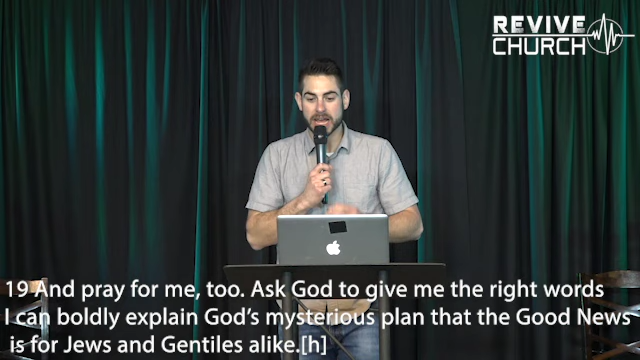 REVIVE
CHURCH
19 And pray for me, too. Ask God to give me the right words
I can boldly explain God's mysterious plan that the Good News
is for Jews and Gentiles alike.[h]